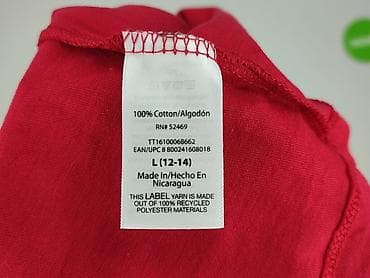 100% Cotton/Algodón
RN# 52469
TT16100068662
EAN/UPC 8 800241608018
L (12-14)
Made In/Hecho En
Nicaragua
THIS LABEL YARN IS MADE
OUT OF 100% RECYCLED
POLYESTER MATERIALS